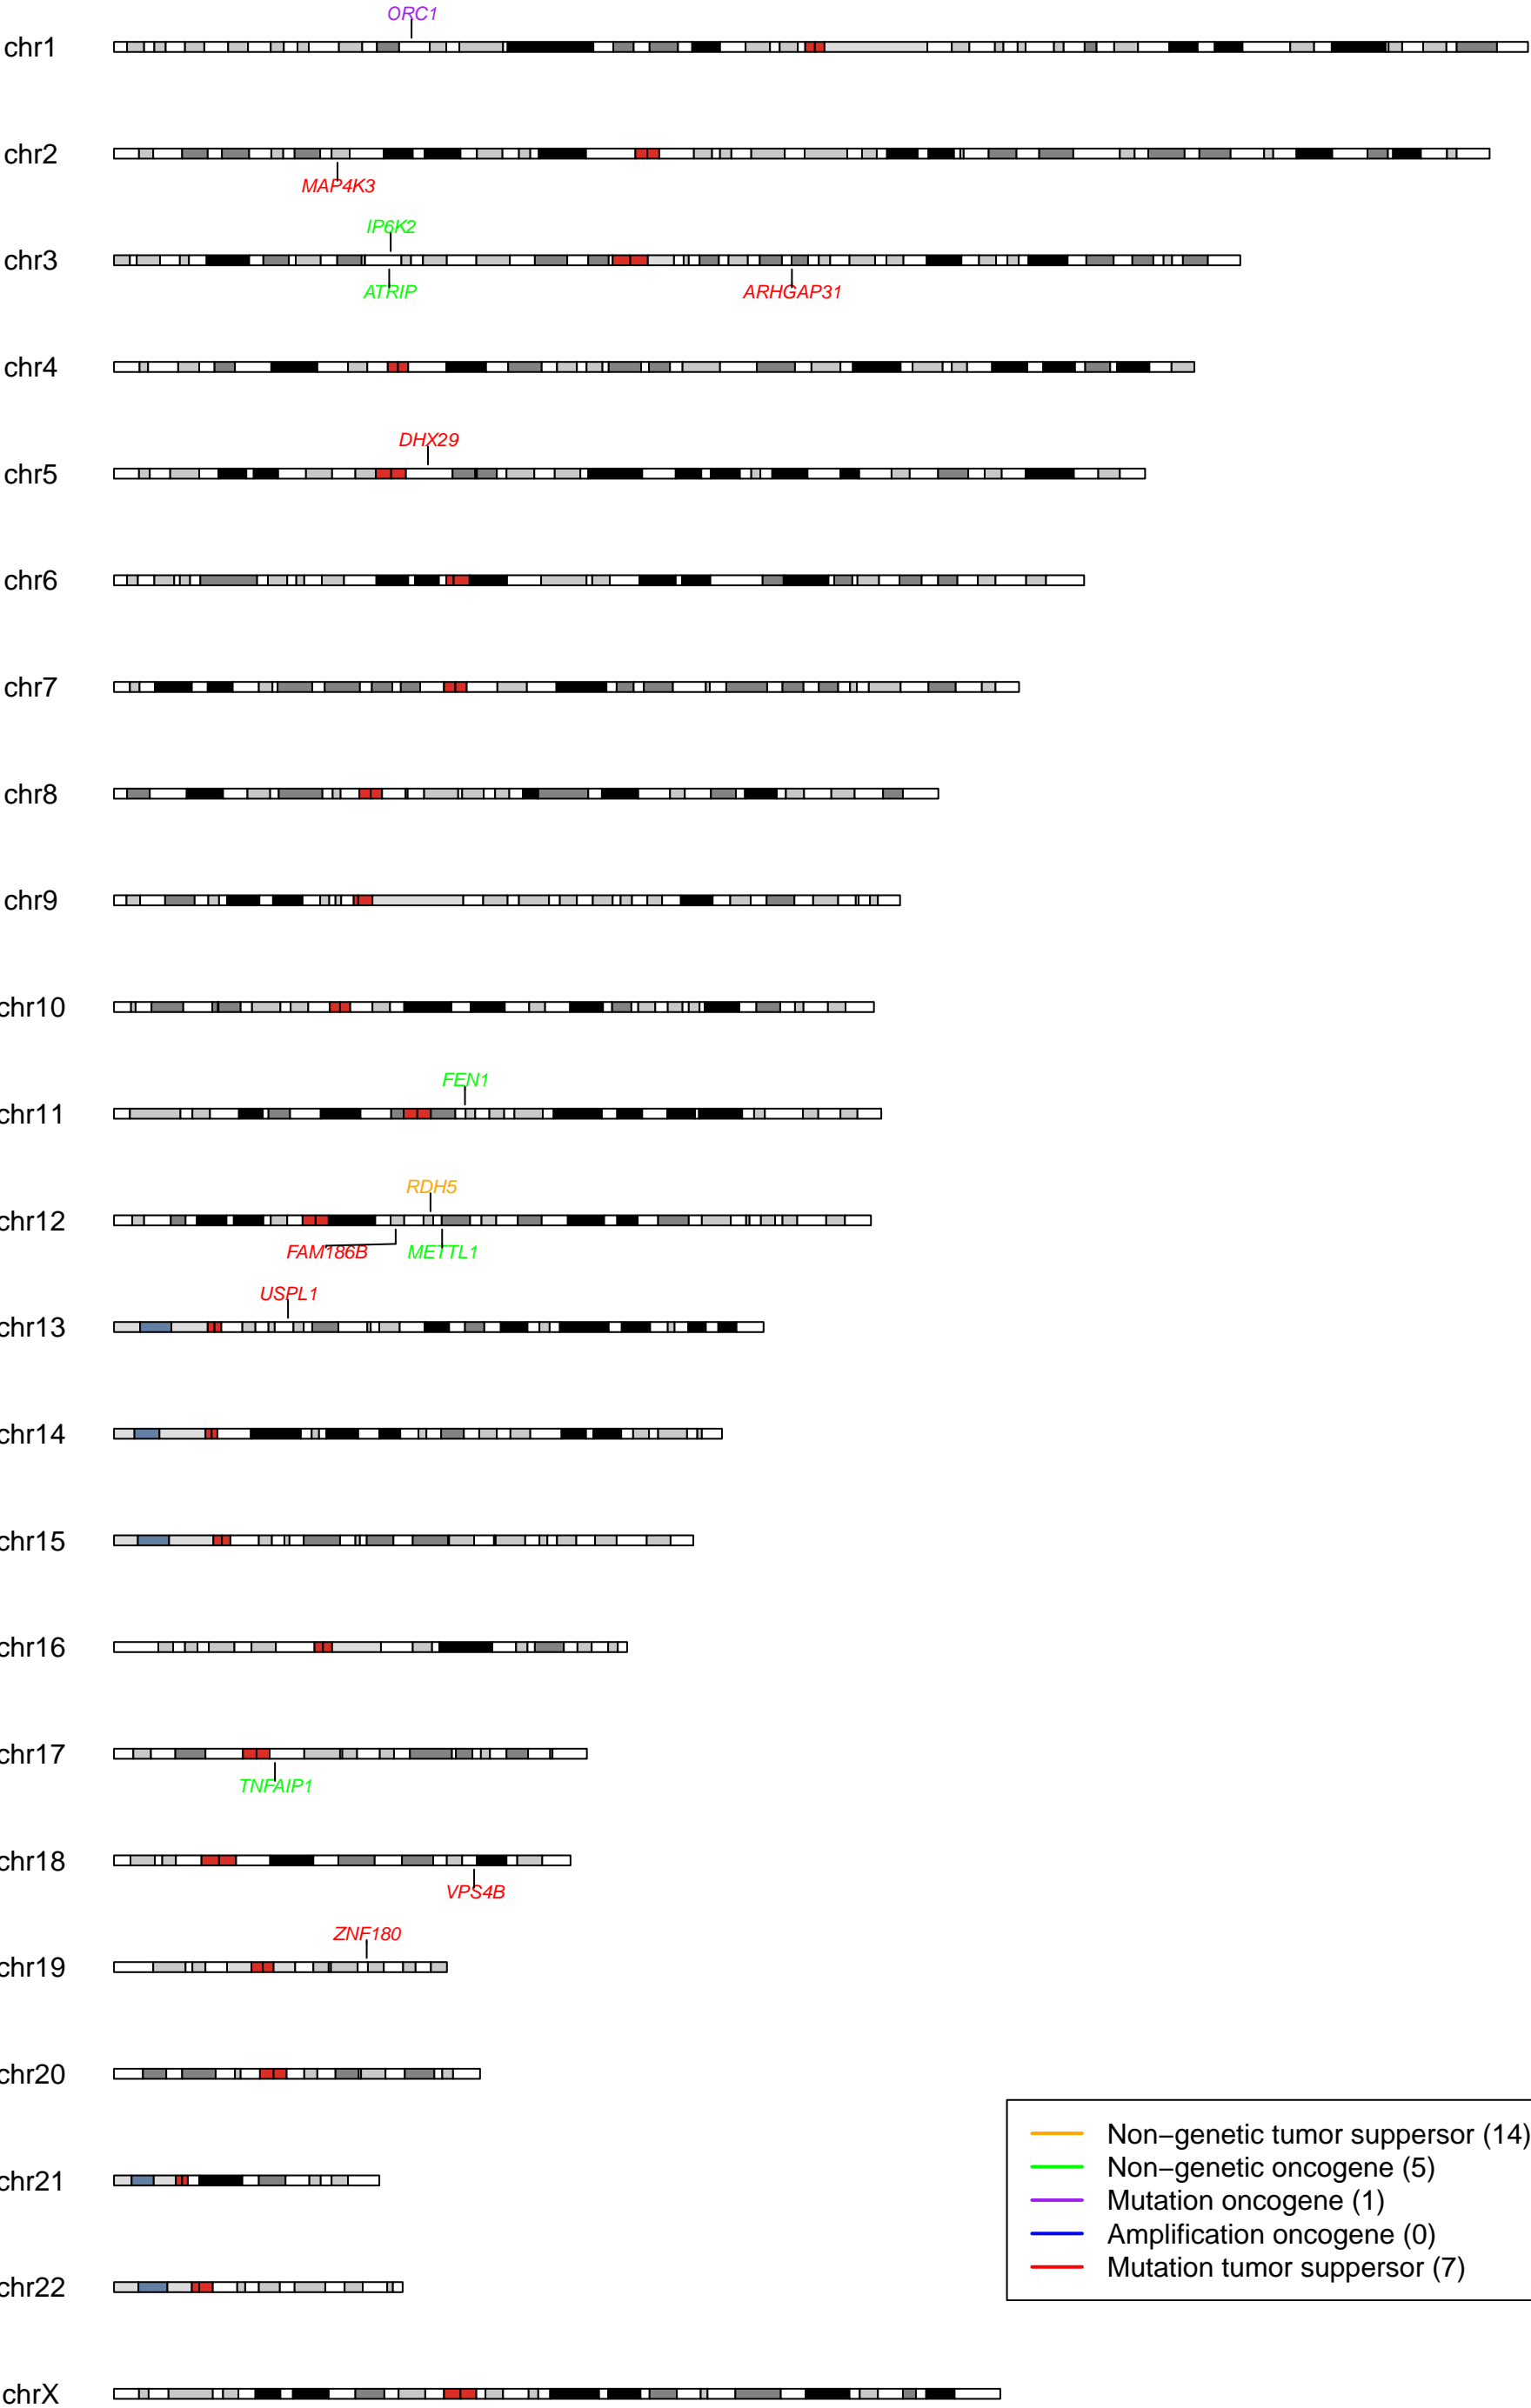 ORC1
chr1
chr2
MAP4K3
IP6K2
chr3
ATRIP ARHGAP31
chr4
DHX29
chr5
chr6
chr7
chr8
chr9
chr10
FEN1
chr11
RDH5
chr12
FAM186B METTL1
USPL1
chr13
chr14
chr15
chr16
chr17
TNFAIP1
chr18
VPS4B
ZNF180
chr19
chr20
chr21
chr22
chrX
Non−genetic tumor suppersor (14)
Non−genetic oncogene (5)
Mutation oncogene (1)
Amplification oncogene (0)
Mutation tumor suppersor (7)